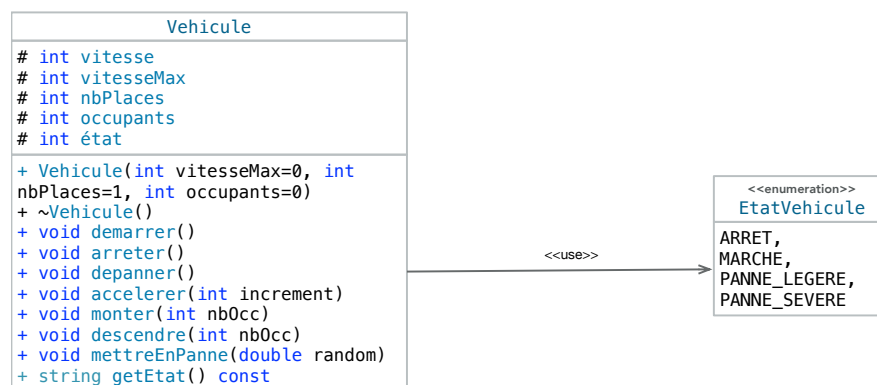 Vehicule
# int vitesse
# int vitesseMax
# int nbPlaces
# int occupants
# int état
+ Vehicule(int vitesseMax=0, int
nbPlaces=1, int occupants=0)
+ ~Vehicule()
+ void demarrer()
+ void arreter()
+ void depanner()
+ void accelerer(int increment)
+ void monter(int nbOcc)
+ void descendre(int nbOcc)
+ void mettreEnPanne(double random)
+ string getEtat() const
<<use>>
<<enumeration>>
EtatVehicule
ARRET,
MARCHE,
PANNE_LEGERE,
PANNE_SEVERE